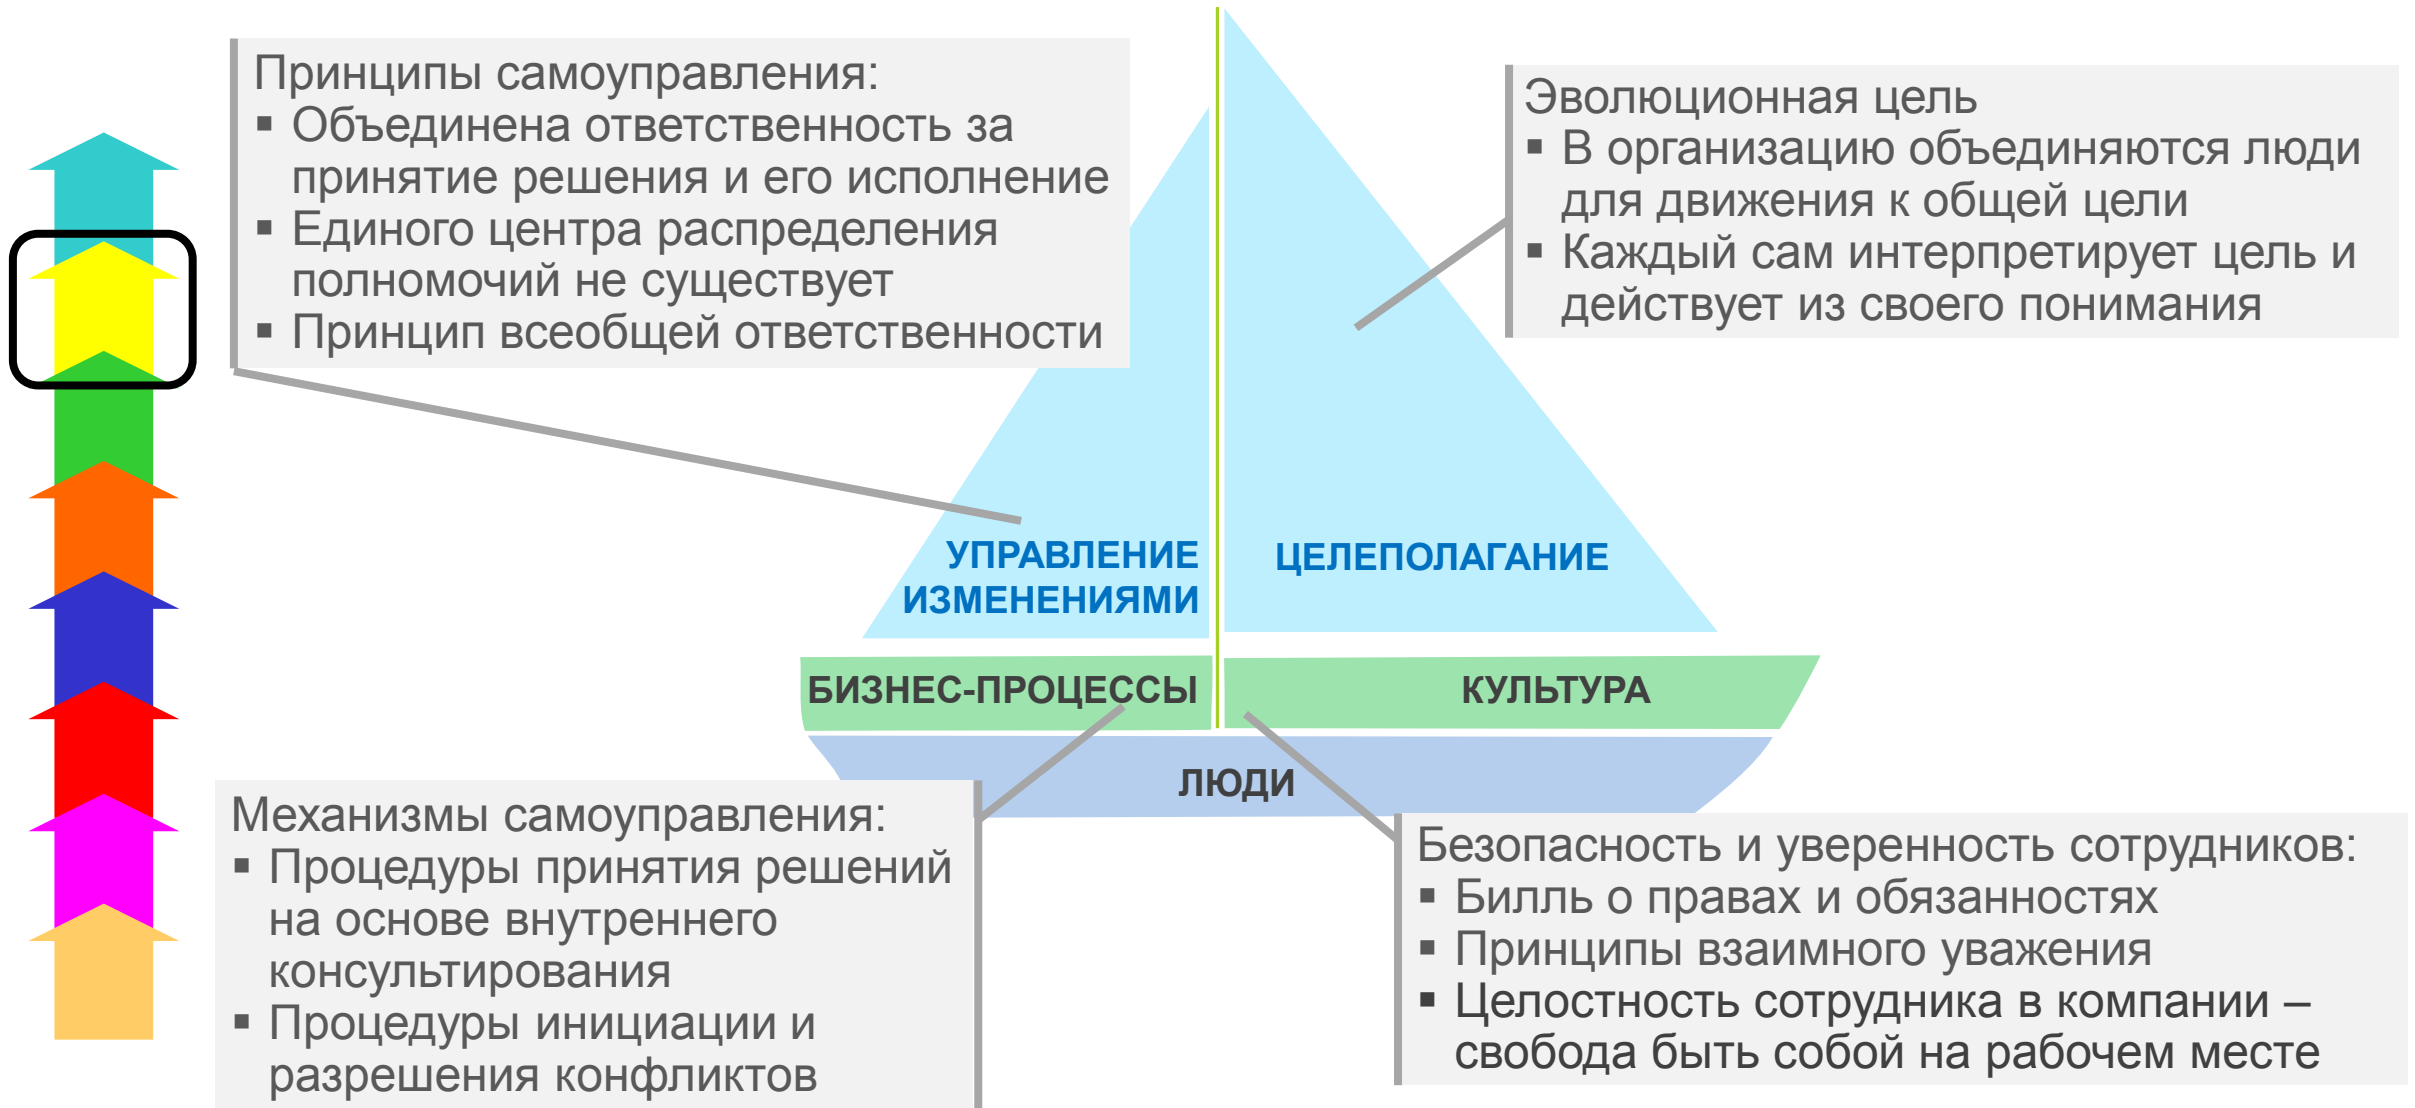 Принципы самоуправления:
▪ Объединена ответственность за
принятие решения и его исполнение
▪ Единого центра распределения
полномочий не существует
▪ Принцип всеобщей ответственности
Эволюционная цель
▪ В организацию объединяются люди
для движения к общей цели
▪ Каждый сам интерпретирует цель и
действует из своего понимания
УПРАВЛЕНИЕ
ИЗМЕНЕНИЯМИ
ЦЕЛЕПОЛАГАНИЕ
БИЗНЕС-ПРОЦЕССЫ
КУЛЬТУРА
ЛЮДИ
Механизмы самоуправления:
▪ Процедуры принятия решений
на основе внутреннего
консультирования
▪ Процедуры инициации и
разрешения конфликтов
Безопасность и уверенность сотрудников:
▪ Билль о правах и обязанностях
▪ Принципы взаимного уважения
▪ Целостность сотрудника в компании –
свобода быть собой на рабочем месте